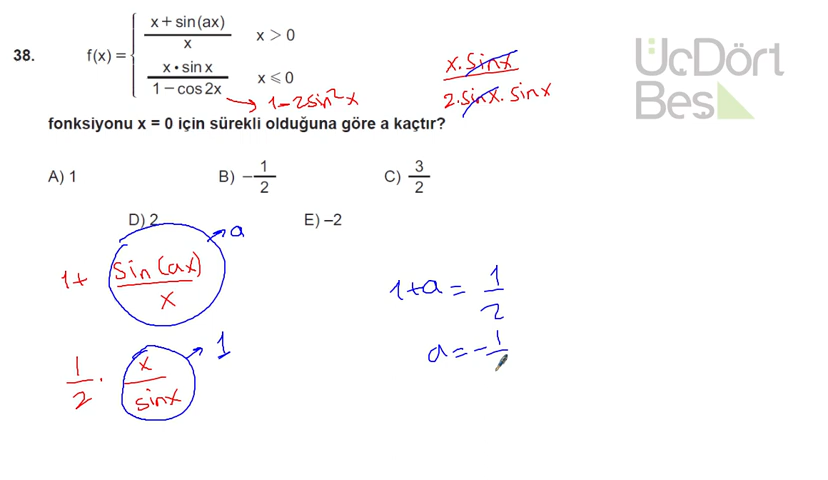 38. f(x) = { x + sin(ax) / x x > 0
x • sin x / 1 − cos 2x x ⩽ 0
→ 1 − 2sin²x
x . sinx / 2 . sinx . sinx
ÜçDört
Beş
fonksiyonu x = 0 için sürekli olduğuna göre a kaçtır?
A) 1 B) − 1/2 C) 3/2
D) 2 E) −2
1 + sin(ax) / x → a
1/2 . x / sinx → 1
1 + a = 1/2
a = − 1/